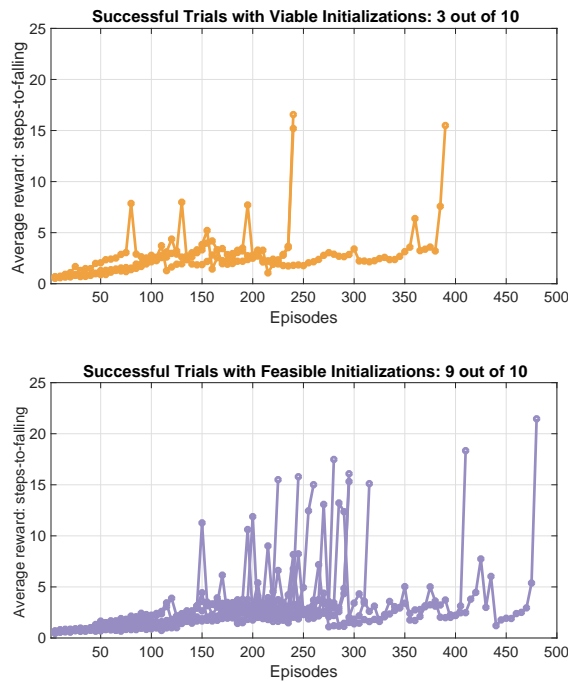 Successful Trials with Viable Initializations: 3 out of 10
Average reward: steps-to-falling
25
20
15
10
5
0
50 100 150 200 250 300 350 400 450 500
Episodes
Successful Trials with Feasible Initializations: 9 out of 10
Average reward: steps-to-falling
25
20
15
10
5
0
50 100 150 200 250 300 350 400 450 500
Episodes